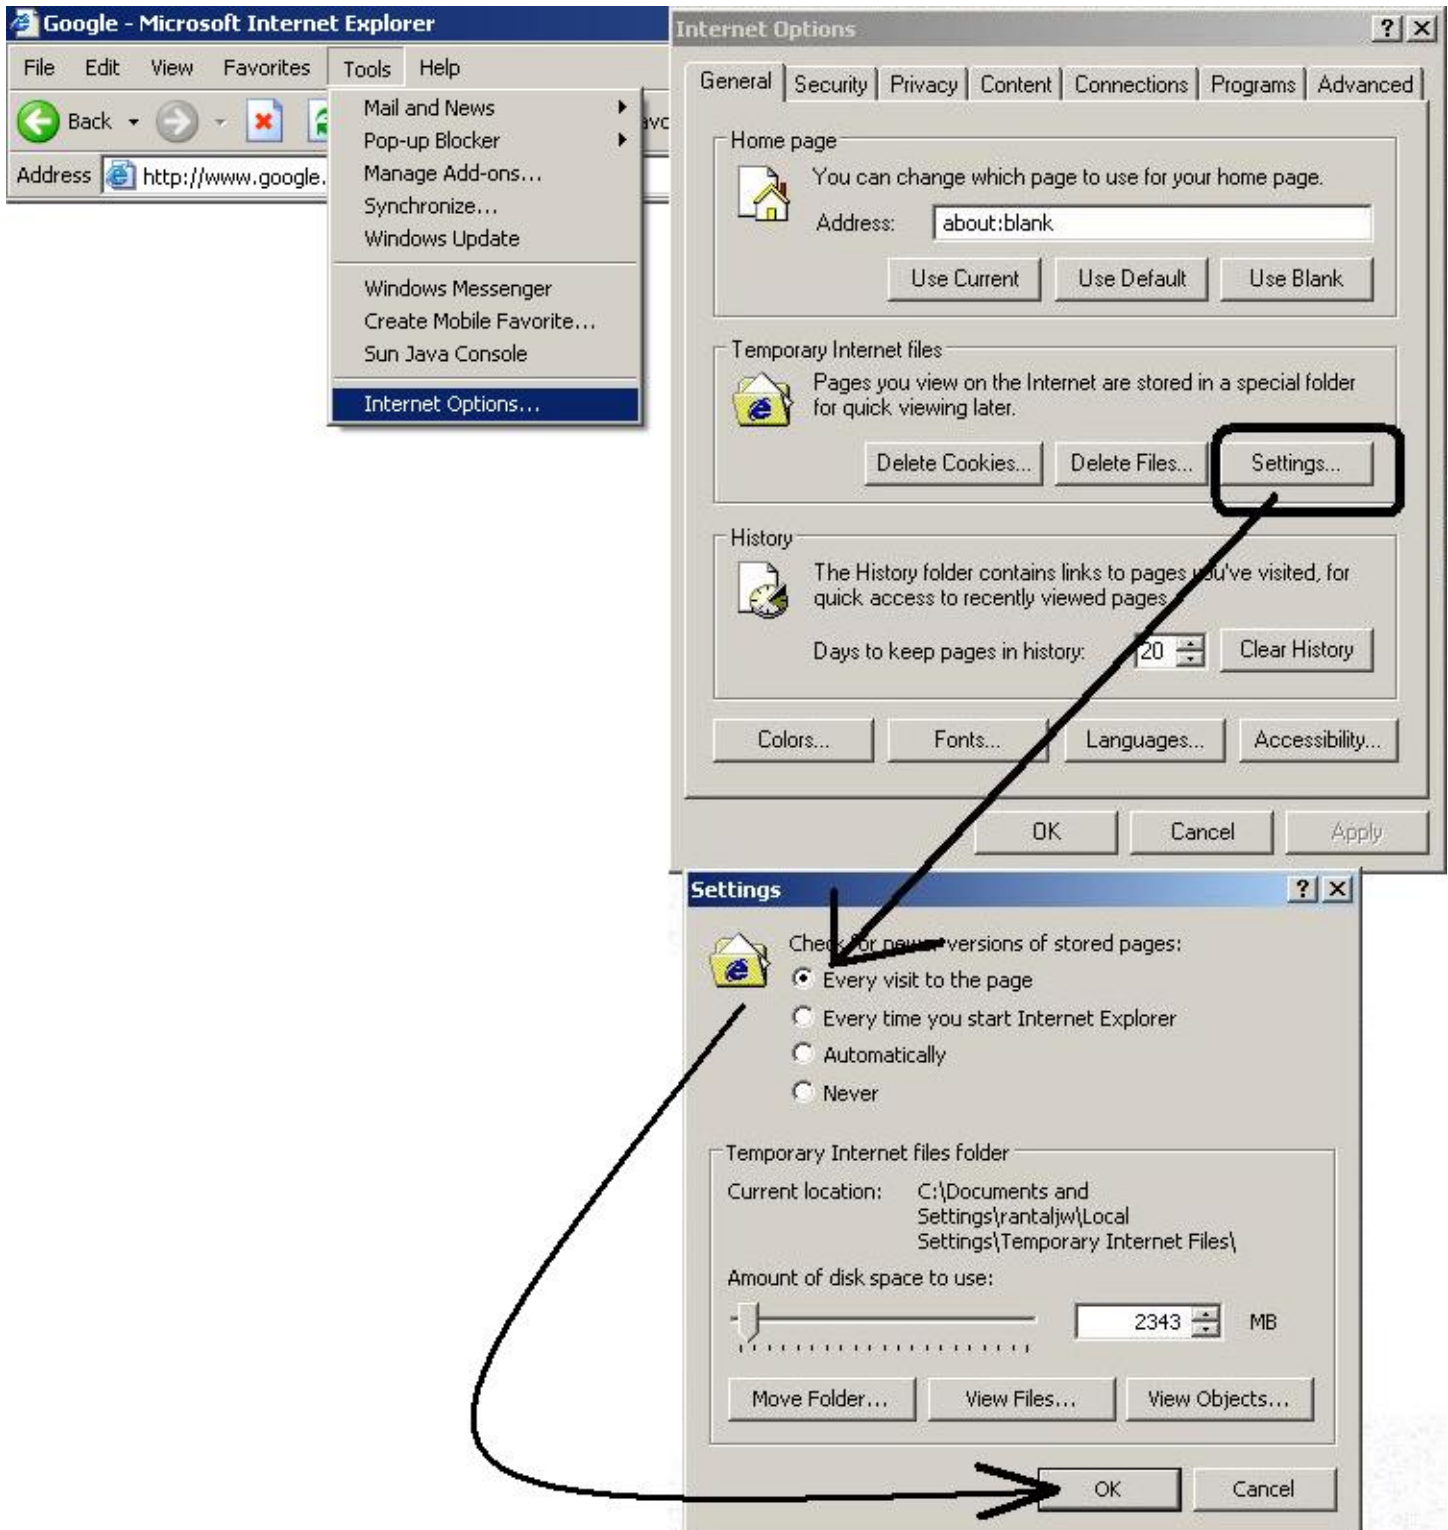 Google - Microsoft Internet Explorer
File Edit View Favorites Tools Help
Back
Address http://www.google.
Mail and News
Pop-up Blocker
Manage Add-ons...
Synchronize...
Windows Update
Windows Messenger
Create Mobile Favorite...
Sun Java Console
Internet Options...
Internet Options
General Security Privacy Content Connections Programs Advanced
Home page
You can change which page to use for your home page.
Address: about:blank
Use Current Use Default Use Blank
Temporary Internet files
Pages you view on the Internet are stored in a special folder
for quick viewing later.
Delete Cookies... Delete Files... Settings...
History
The History folder contains links to pages you've visited, for
quick access to recently viewed pages.
Days to keep pages in history: 20 Clear History
Colors... Fonts... Languages... Accessibility...
OK Cancel Apply
Settings
Check for newer versions of stored pages:
Every visit to the page
Every time you start Internet Explorer
Automatically
Never
Temporary Internet files folder
Current location: C:\Documents and
Settings\rantaljw\Local
Settings\Temporary Internet Files\
Amount of disk space to use:
2343 MB
Move Folder... View Files... View Objects...
OK Cancel